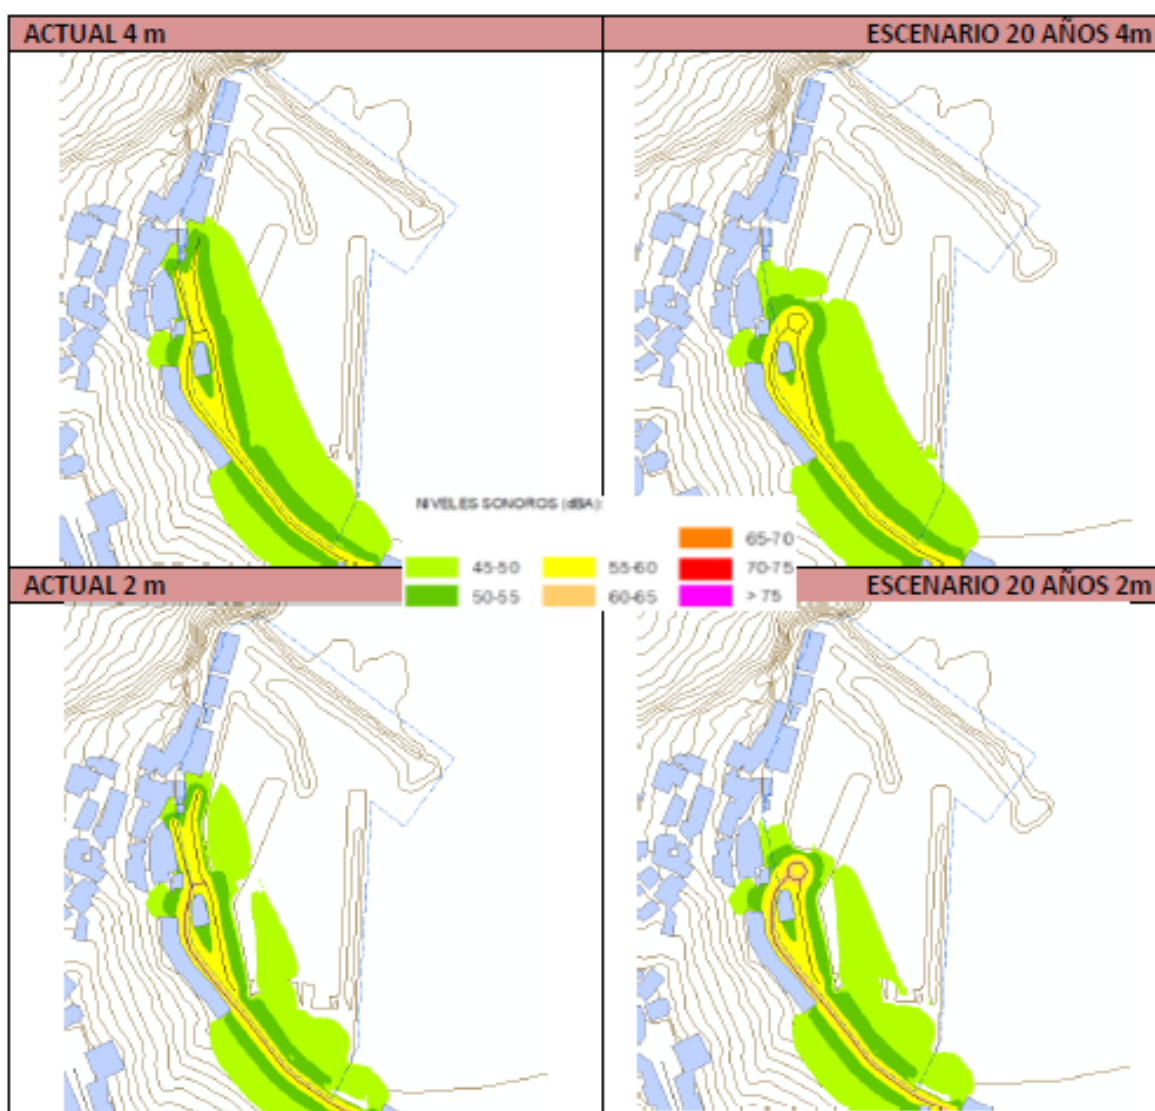 ACTUAL 4 m
ESCENARIO 20 AÑOS 4m
NIVELES SONOROS (dBA):
65-70
45-50 55-60 70-75
50-55 60-65 > 75
ACTUAL 2 m
ESCENARIO 20 AÑOS 2m